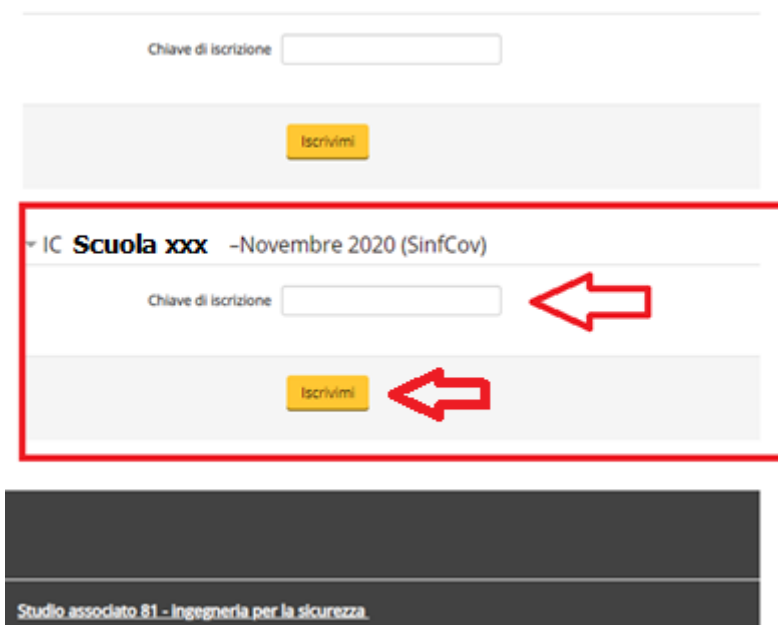 Chiave di iscrizione
Iscrivimi
IC Scuola xxx –Novembre 2020 (SinfCov)
Chiave di iscrizione
Iscrivimi
Studio associato 81 - ingegneria per la sicurezza